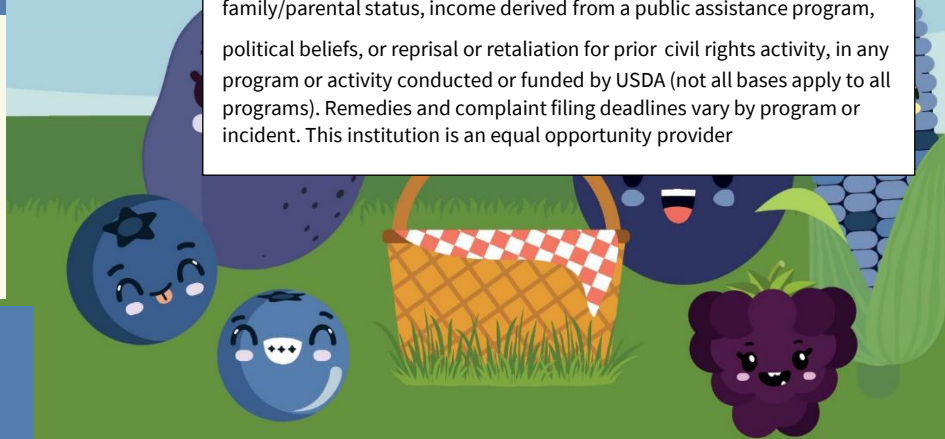 family/parental status, income derived from a public assistance program,
political beliefs, or reprisal or retaliation for prior civil rights activity, in any
program or activity conducted or funded by USDA (not all bases apply to all
programs). Remedies and complaint filing deadlines vary by program or
incident. This institution is an equal opportunity provider